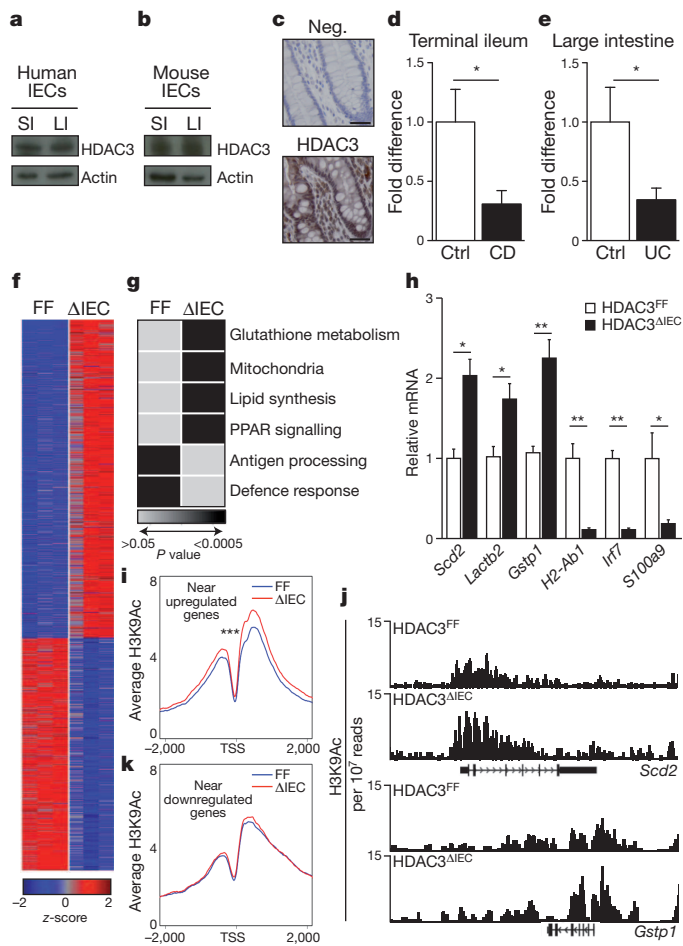 a
Human
IECs
SI LI
HDAC3
Actin
b
Mouse
IECs
SI LI
HDAC3
Actin
c
Neg.
HDAC3
d
Terminal ileum
*
Fold difference
1.5
1.0
0.5
0
Ctrl CD
e
Large intestine
*
Fold difference
1.5
1.0
0.5
0
Ctrl UC
f
FF ΔIEC
−2 0 2
z-score
g
FF ΔIEC
Glutathione metabolism
Mitochondria
Lipid synthesis
PPAR signalling
Antigen processing
Defence response
>.05 <.0005
P value
h
HDAC3FF
HDAC3ΔIEC
Relative mRNA
3
2
1
0
* * ** ** ** *
Scd2 Lactb2 Gstp1 H2-Ab1 Irf7 S100a9
i
Average H3K9Ac
8
4
0
Near
upregulated
genes
FF
ΔIEC
***
−2,000 TSS 2,000
j
H3K9Ac
per 10⁷ reads
15
HDAC3FF
15
HDAC3ΔIEC
Scd2
15
HDAC3FF
15
HDAC3ΔIEC
Gstp1
k
Average H3K9Ac
8
4
0
Near
downregulated
genes
FF
ΔIEC
−2,000 TSS 2,000